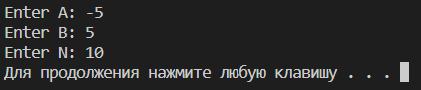 Enter A: -5
Enter B: 5
Enter N: 10
Для продолжения нажмите любую клавишу . . .